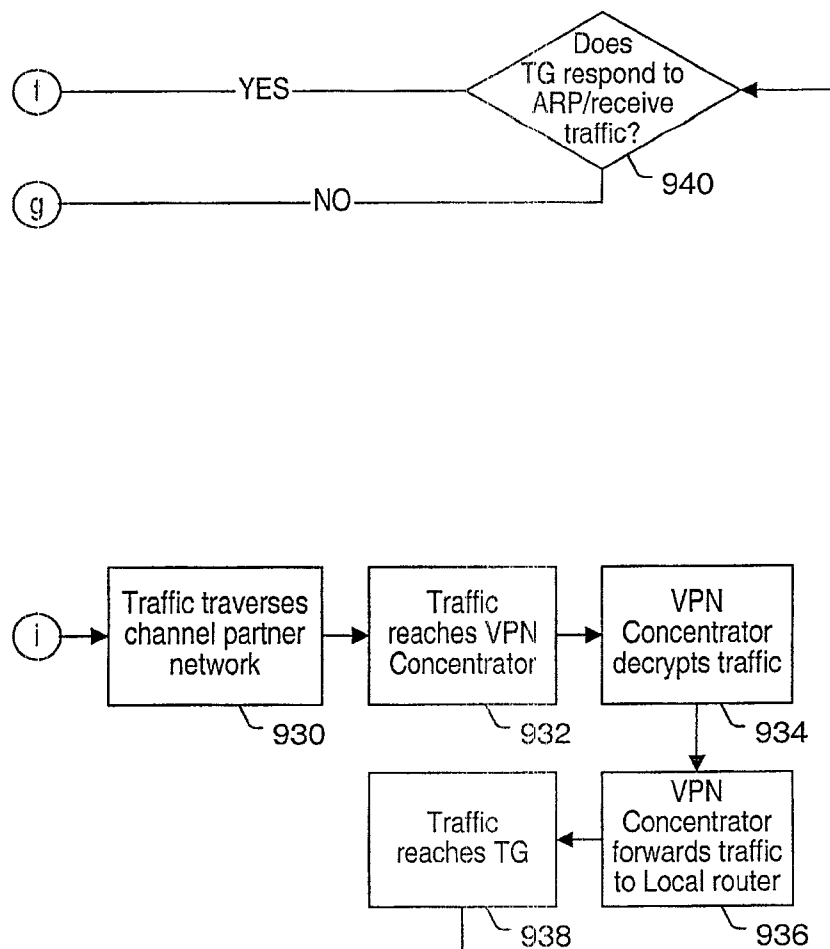 Does
TG respond to
ARP/receive
traffic?
940
f
YES
g
NO
i
Traffic traverses
channel partner
network
930
Traffic
reaches VPN
Concentrator
932
VPN
Concentrator
decrypts traffic
934
VPN
Concentrator
forwards traffic
to Local router
936
Traffic
reaches TG
938